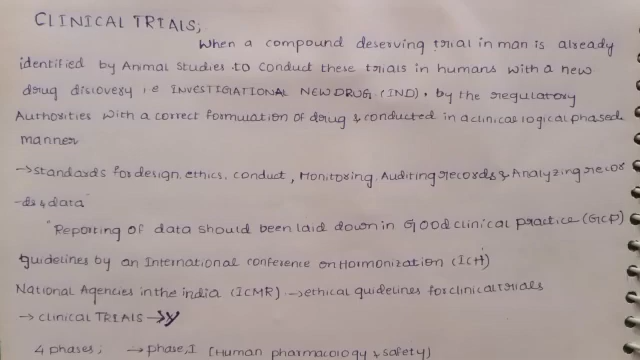 CLINICAL TRIALS;
When a compound deserving trial in man is already
identified by Animal studies to conduct these trials in humans with a new
drug discovery i.e INVESTIGATIONAL NEW DRUG (IND), by the regulatory
Authorities with a correct formulation of drug & conducted in a clinical logical phased
manner
→ standards for design, ethics, conduct, Monitoring, Auditing records & Analyzing recor
-ds & data"
"Reporting of data should been laid down in GOOD clinical practice (GCP)
guidelines by an International conference on Hormonization (ICH)
National Agencies in the india (ICMR) → ethical guidelines for clinical trials
→ clinical TRIALS →
4 phases; → phase, I (Human pharmacology & safety)